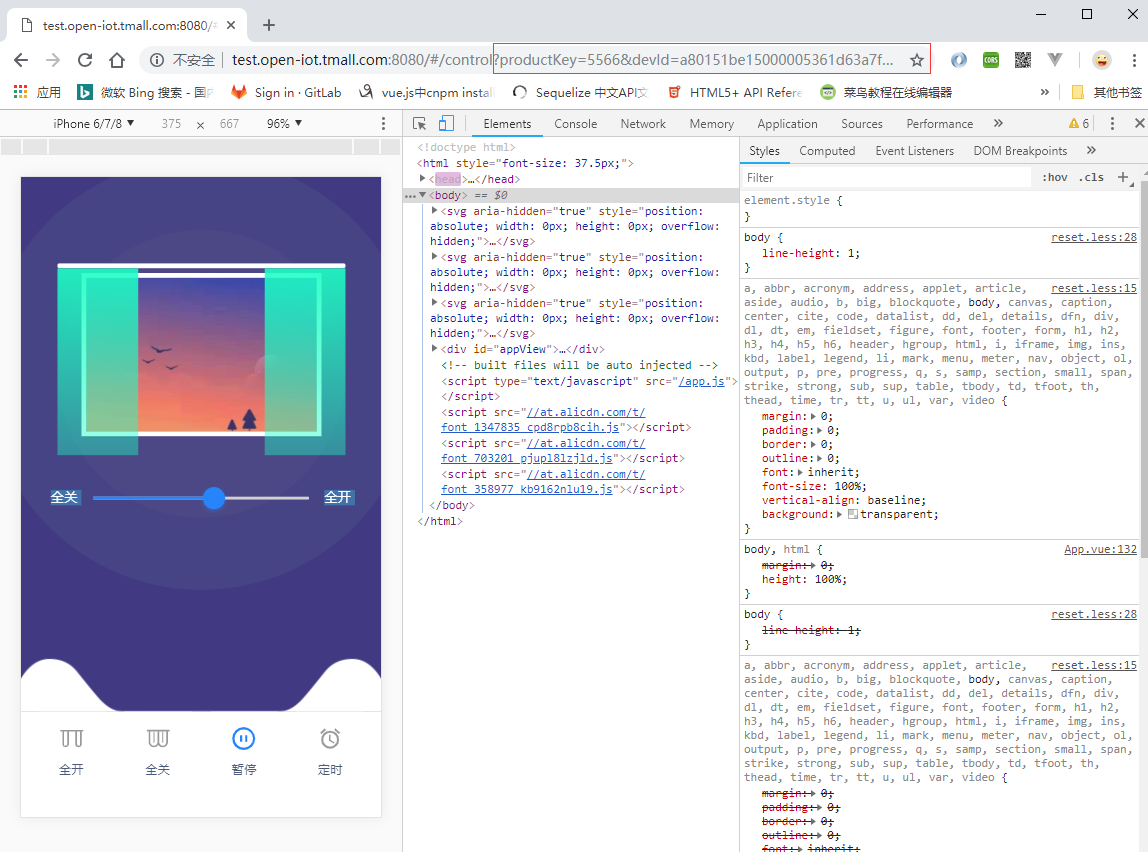 test.open-iot.tmall.com:8080/
不安全 test.open-iot.tmall.com:8080/#/control?productKey=5566&devId=a80151be15000005361d63a7f...
CORS
应用 微软 Bing 搜索 - Sign in · GitLab vue.js中cnpm instal Sequelize 中文API HTML5+ API Refere 菜鸟教程在线编辑器 » 其他书签
iPhone 6/7/8 ▼ 375 × 667 96% ▼
Elements Console Network Memory Application Sources Performance » 6
<!doctype html>
<html style="font-size: 37.5px;">
<head>…</head>
<body> == $0
<svg aria-hidden="true" style="position:
absolute; width: 0px; height: 0px; overflow:
hidden;">…</svg>
<svg aria-hidden="true" style="position:
absolute; width: 0px; height: 0px; overflow:
hidden;">…</svg>
<svg aria-hidden="true" style="position:
absolute; width: 0px; height: 0px; overflow:
hidden;">…</svg>
<div id="appView">…</div>
<!-- built files will be auto injected -->
<script type="text/javascript" src="/app.js">
</script>
<script src="//at.alicdn.com/t/
font_1347835_cpd8rpb8cih.js"></script>
<script src="//at.alicdn.com/t/
font_703201_pjupl8lzjld.js"></script>
<script src="//at.alicdn.com/t/
font_358977_kb9162nlu19.js"></script>
</body>
</html>
Styles Computed Event Listeners DOM Breakpoints »
Filter :hov .cls +
element.style {
}
body { reset.less:28
line-height: 1;
}
a, abbr, acronym, address, applet, article, reset.less:15
aside, audio, b, big, blockquote, body, canvas, caption,
center, cite, code, datalist, dd, del, details, dfn, div,
dl, dt, em, fieldset, figure, font, footer, form, h1, h2,
h3, h4, h5, h6, header, hgroup, html, i, iframe, img, ins,
kbd, label, legend, li, mark, menu, meter, nav, object, ol,
output, p, pre, progress, q, s, samp, section, small, span,
strike, strong, sub, sup, table, tbody, td, tfoot, th,
thead, time, tr, tt, u, ul, var, video {
margin: 0;
padding: 0;
border: 0;
outline: 0;
font: inherit;
font-size: 100%;
vertical-align: baseline;
background: transparent;
}
body, html { App.vue:132
margin: 0;
height: 100%;
}
body { reset.less:28
line-height: 1;
}
a, abbr, acronym, address, applet, article, reset.less:15
aside, audio, b, big, blockquote, body, canvas, caption,
center, cite, code, datalist, dd, del, details, dfn, div,
dl, dt, em, fieldset, figure, font, footer, form, h1, h2,
h3, h4, h5, h6, header, hgroup, html, i, iframe, img, ins,
kbd, label, legend, li, mark, menu, meter, nav, object, ol,
output, p, pre, progress, q, s, samp, section, small, span,
strike, strong, sub, sup, table, tbody, td, tfoot, th,
thead, time, tr, tt, u, ul, var, video {
margin: 0;
padding: 0;
border: 0;
outline: 0;
font: inherit;
全关 全开
全开 全关 暂停 定时